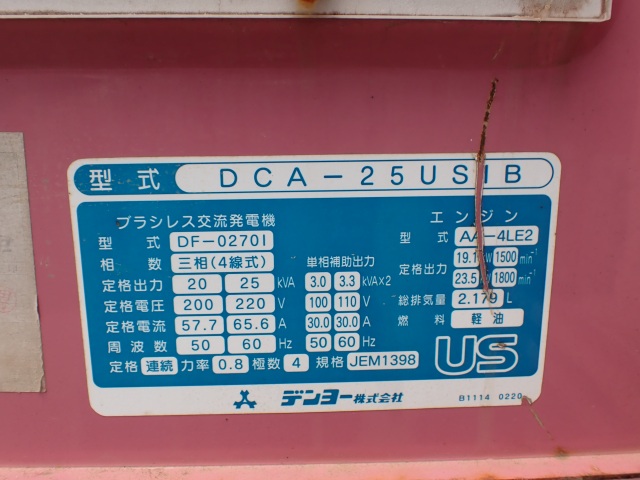 型式 DCA-25USIB
ブラシレス交流発電機
型式 DF-0270I
相数 三相(4線式) 単相補助出力
定格出力 20 25 kVA 3.0 3.3 kVA×2
定格電圧 200 220 V 100 110 V
定格電流 57.7 65.6 A 30.0 30.0 A
周波数 50 60 Hz 50 60 Hz
定格 連続 力率 0.8 極数 4 規格 JEM1398
エンジン
型式 AA-4LE2
定格出力 19.1 kW 1500 min⁻¹
23.5 1800 min⁻¹
総排気量 2.179 L
燃料 軽油
US
デンヨー株式会社
B1114 0220